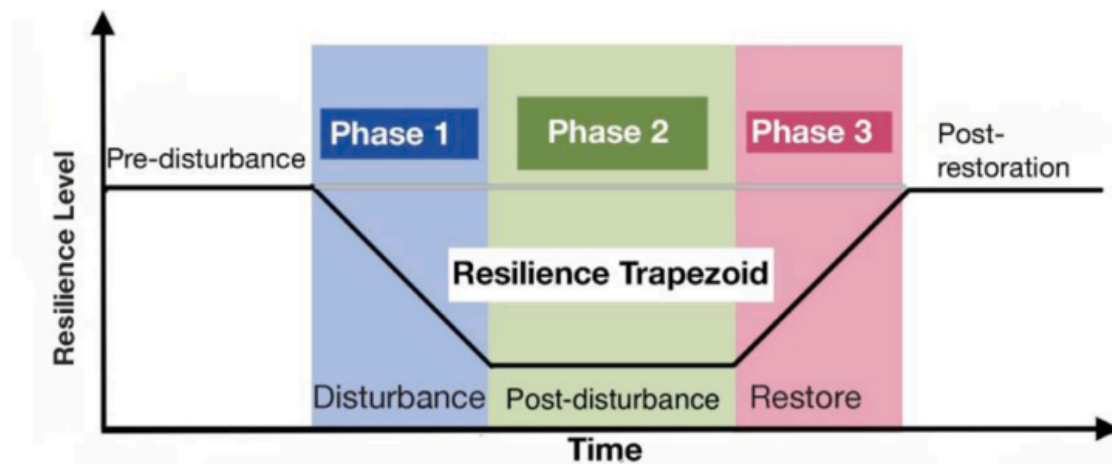 Phase 1
Phase 2
Phase 3
Pre-disturbance
Post-
restoration
Resilience Level
Resilience Trapezoid
Disturbance
Post-disturbance
Restore
Time